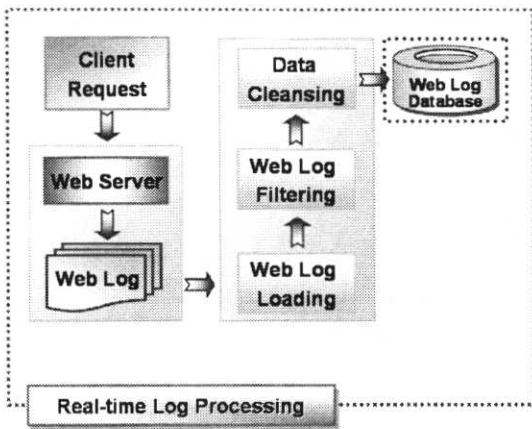 Client
Request
Web Server
Web Log
Web Log
Loading
Web Log
Filtering
Data
Cleansing
Web Log
Database
Real-time Log Processing